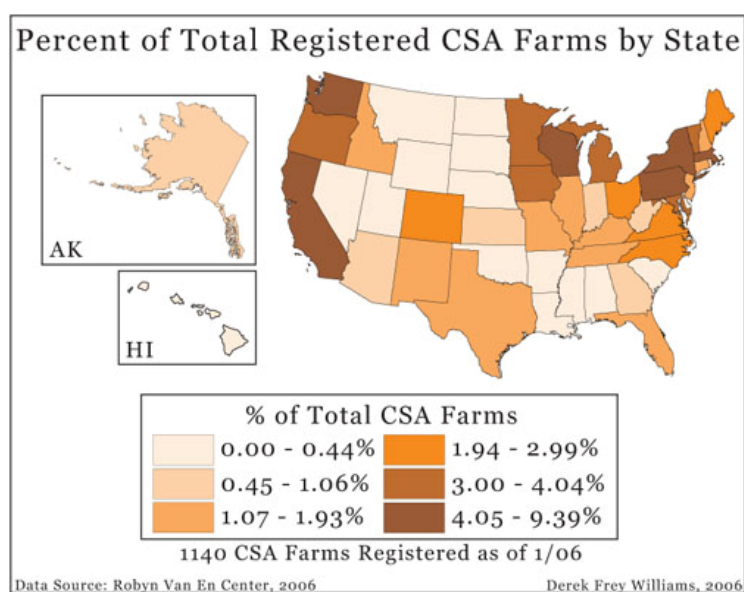 Percent of Total Registered CSA Farms by State
AK
HI
% of Total CSA Farms
0.00 - 0.44%
0.45 - 1.06%
1.07 - 1.93%
1.94 - 2.99%
3.00 - 4.04%
4.05 - 9.39%
1140 CSA Farms Registered as of 1/06
Data Source: Robyn Van En Center, 2006
Derek Frey Williams, 2006